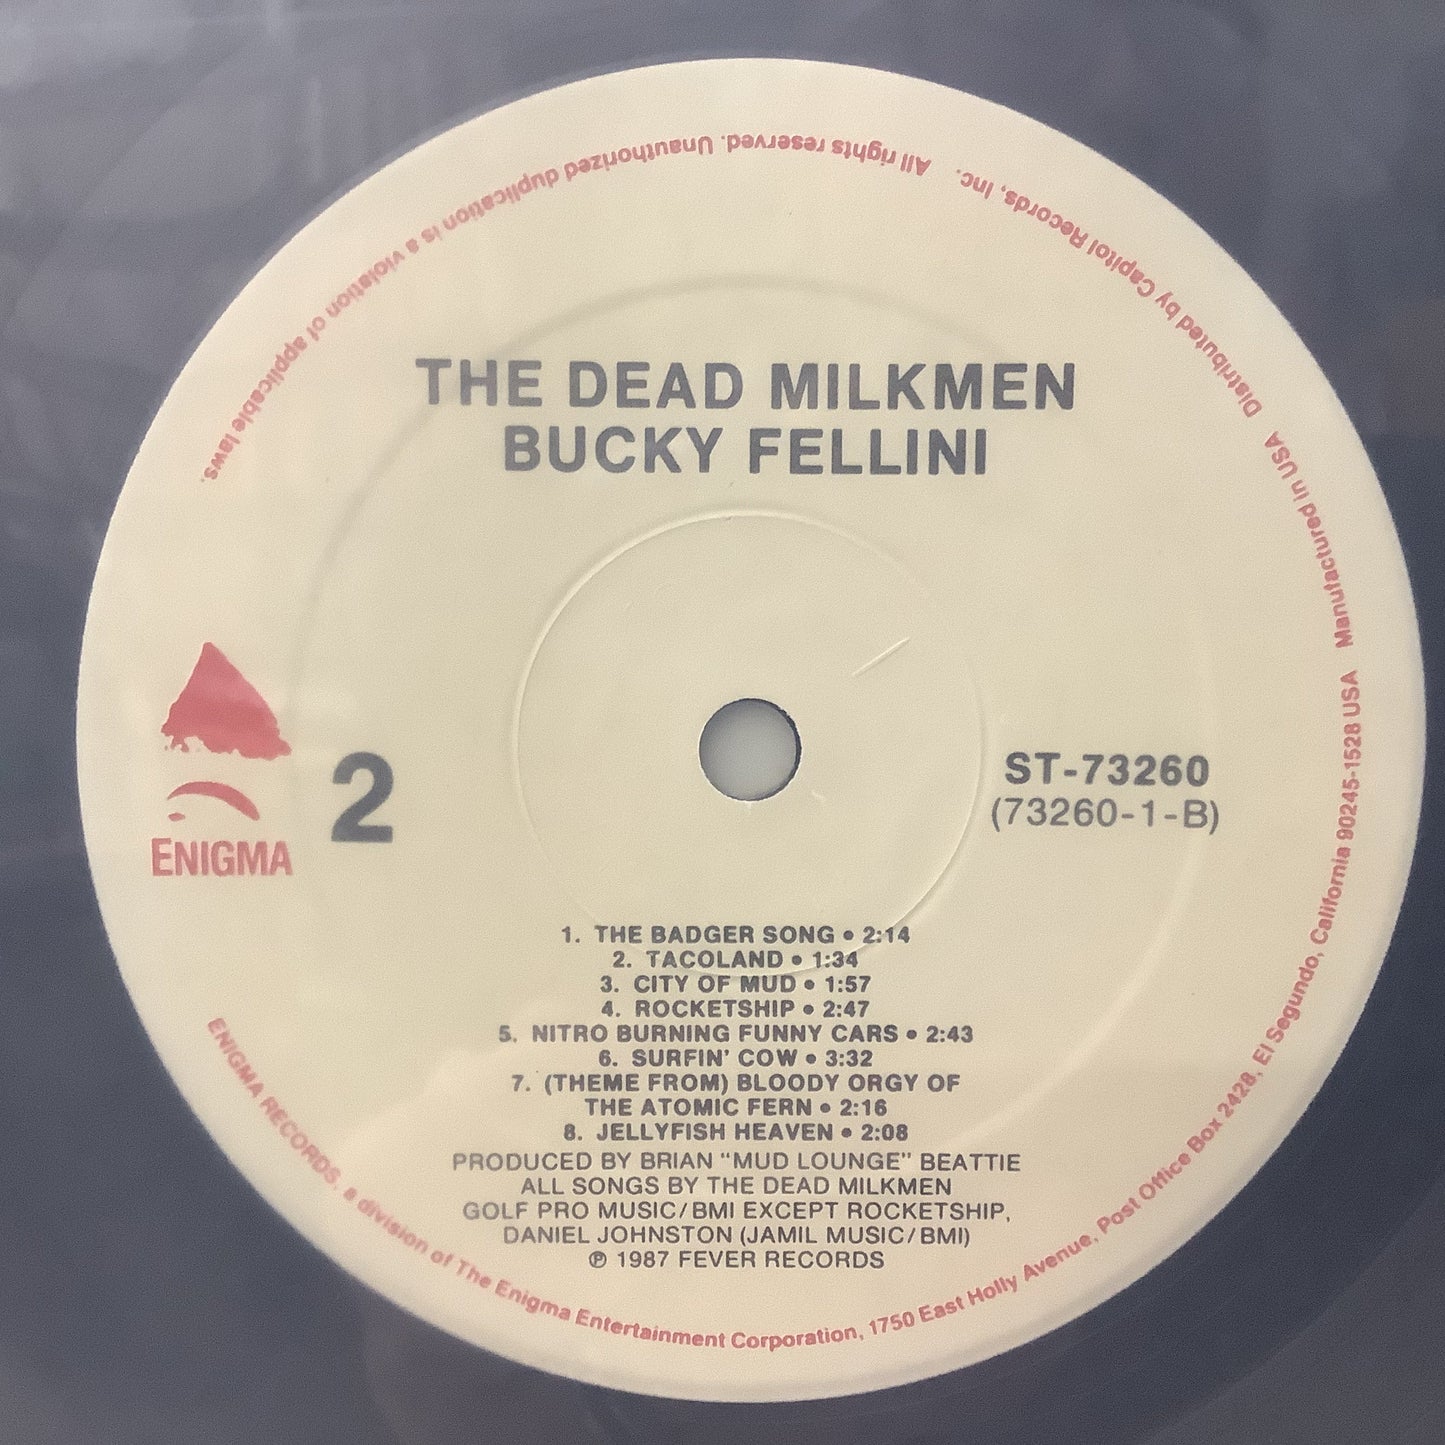 THE DEAD MILKMEN
BUCKY FELLINI
ENIGMA
2
ST-73260
(73260-1-B)
1. THE BADGER SONG • 2:14
2. TACOLAND • 1:34
3. CITY OF MUD • 1:57
4. ROCKETSHIP • 2:47
5. NITRO BURNING FUNNY CARS • 2:43
6. SURFIN' COW • 3:32
7. (THEME FROM) BLOODY ORGY OF
THE ATOMIC FERN • 2:16
8. JELLYFISH HEAVEN • 2:08
PRODUCED BY BRIAN "MUD LOUNGE" BEATTIE
ALL SONGS BY THE DEAD MILKMEN
GOLF PRO MUSIC/BMI EXCEPT ROCKETSHIP,
DANIEL JOHNSTON (JAMIL MUSIC/BMI)
℗ 1987 FEVER RECORDS
ENIGMA RECORDS, a division of The Enigma Entertainment Corporation, 1750 East Holly Avenue, Post Office Box 2428, El Segundo, California 90245-1528 USA Manufactured in USA Distributed by Capitol Records, Inc. All rights reserved. Unauthorized duplication is a violation of applicable laws.